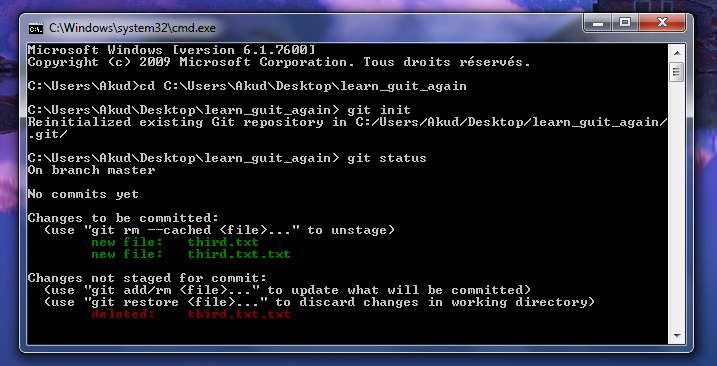 C:\Windows\system32\cmd.exe
Microsoft Windows [version 6.1.7600]
Copyright (c) 2009 Microsoft Corporation. Tous droits réservés.
C:\Users\Akud>cd C:\Users\Akud\Desktop\learn_guit_again
C:\Users\Akud\Desktop\learn_guit_again> git init
Reinitialized existing Git repository in C:/Users/Akud/Desktop/learn_guit_again/
.git/
C:\Users\Akud\Desktop\learn_guit_again> git status
On branch master
No commits yet
Changes to be committed:
(use "git rm --cached <file>..." to unstage)
new file: third.txt
new file: third.txt.txt
Changes not staged for commit:
(use "git add/rm <file>..." to update what will be committed)
(use "git restore <file>..." to discard changes in working directory)
deleted: third.txt.txt